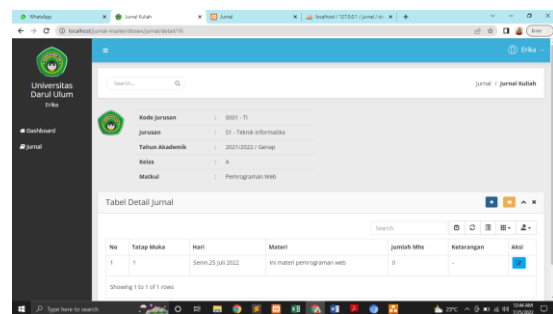 WhatsApp
Jurnal Kuliah
Jurnal
localhost / 127.0.0.1 / jurnal / do
localhost/jurnal-master/dosen/jurnal/detail/16
Error
Erika
Universitas
Darul Ulum
Erika
Dashboard
Jurnal
Search...
Jurnal / Jurnal Kuliah
Kode Jurusan : 0001 - TI
Jurusan : S1 - Teknik Informatika
Tahun Akademik : 2021/2022 / Genap
Kelas : A
Matkul : Pemrograman Web
Tabel Detail Jurnal
Search
No Tatap Muka Hari Materi Jumlah Mhs Keterangan Aksi
1 1 Senin,25 Juli 2022 ini materi pemrograman web 0 -
Showing 1 to 1 of 1 rows
Type here to search
23°C
12:44 AM
7/25/2022